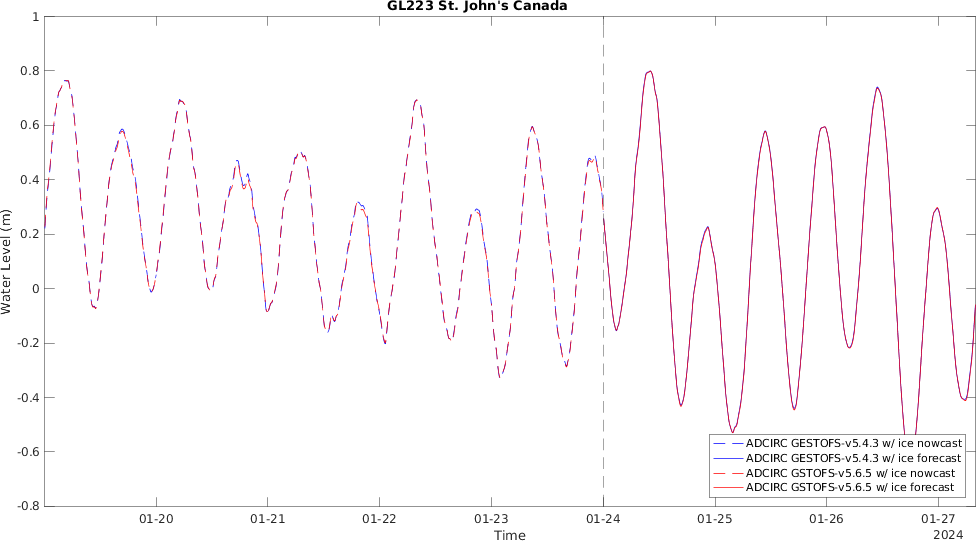 GL223 St. John's Canada
Water Level (m)
1
0.8
0.6
0.4
0.2
0
-0.2
-0.4
-0.6
-0.8
ADCIRC GESTOFS-v5.4.3 w/ ice nowcast
ADCIRC GESTOFS-v5.4.3 w/ ice forecast
ADCIRC GSTOFS-v5.6.5 w/ ice nowcast
ADCIRC GSTOFS-v5.6.5 w/ ice forecast
01-20 01-21 01-22 01-23 01-24 01-25 01-26 01-27
Time
2024